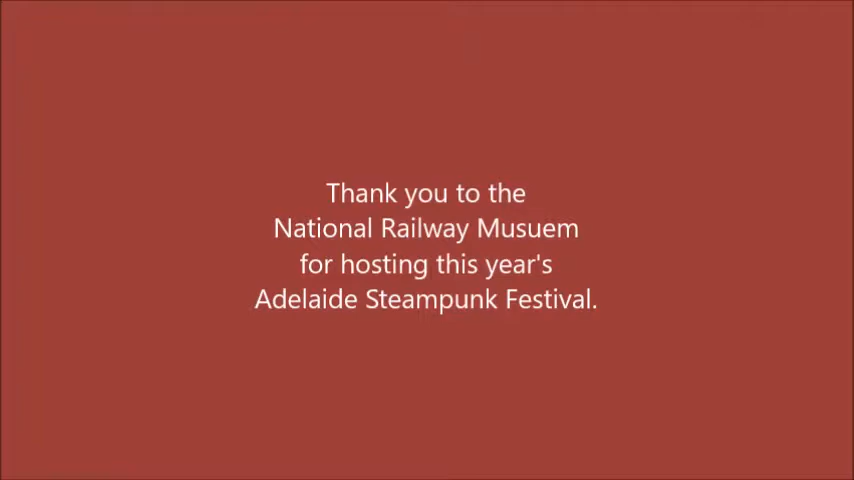 Thank you to the
National Railway Musuem
for hosting this year's
Adelaide Steampunk Festival.